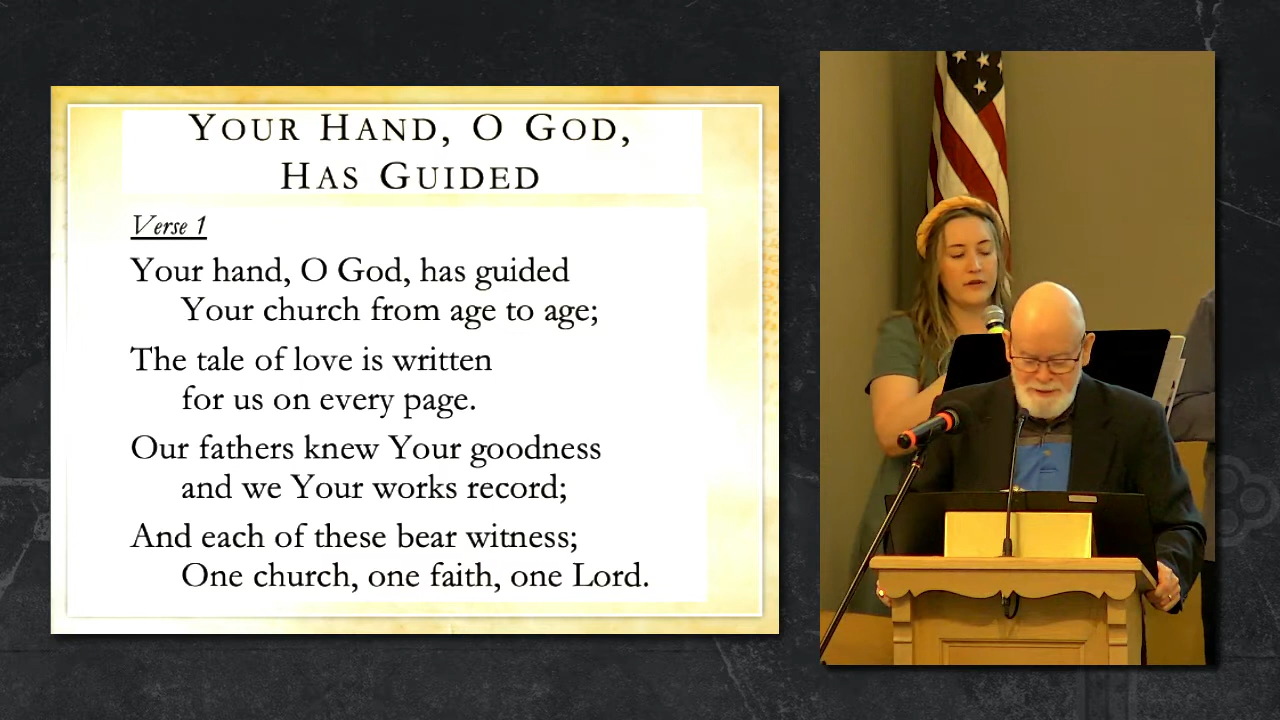 YOUR HAND, O GOD,
HAS GUIDED
Verse 1
Your hand, O God, has guided
Your church from age to age;
The tale of love is written
for us on every page.
Our fathers knew Your goodness
and we Your works record;
And each of these bear witness;
One church, one faith, one Lord.